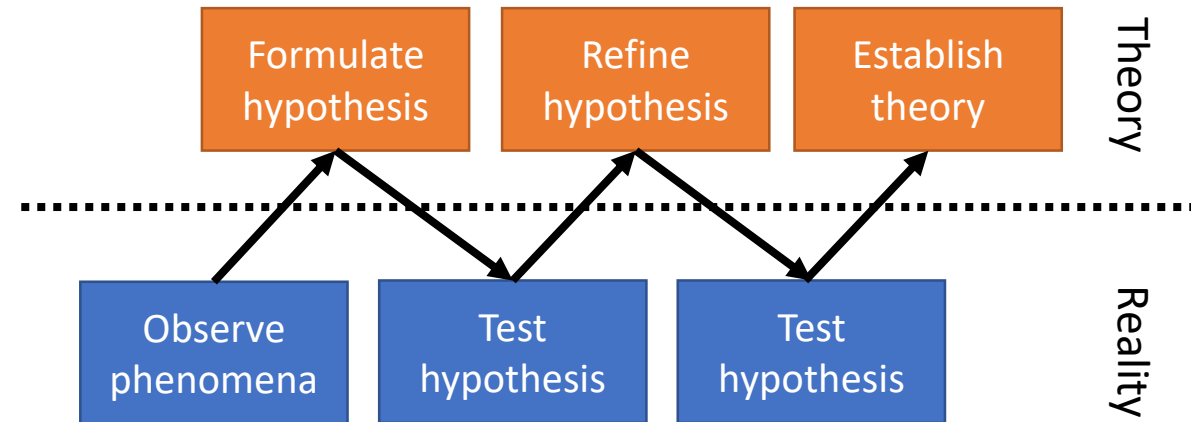 Formulate
hypothesis
Refine
hypothesis
Establish
theory
Theory
Observe
phenomena
Test
hypothesis
Test
hypothesis
Reality